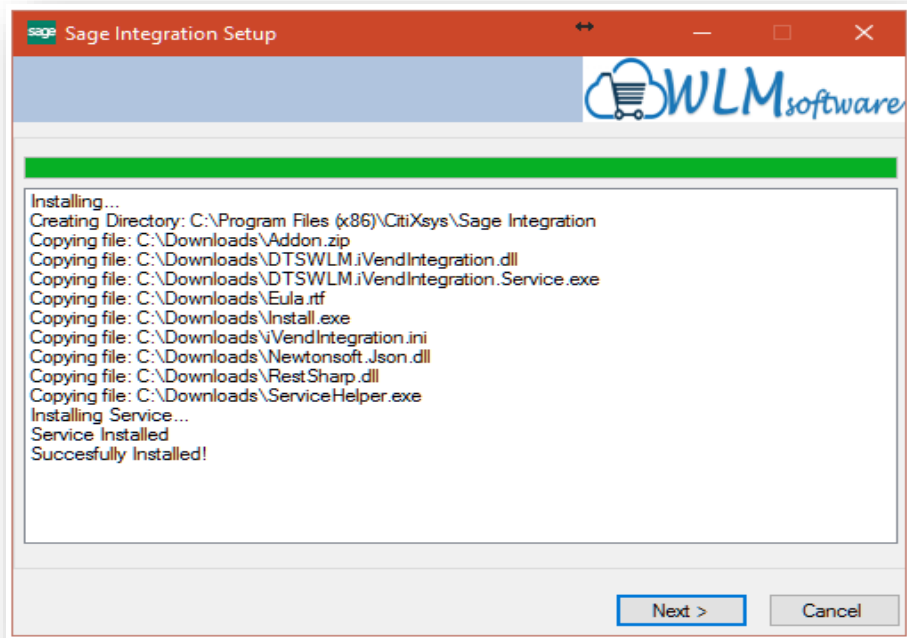 sage Sage Integration Setup
WLMsoftware
Installing...
Creating Directory: C:\Program Files (x86)\CitiXsys\Sage Integration
Copying file: C:\Downloads\Addon.zip
Copying file: C:\Downloads\DTSWLM.iVendIntegration.dll
Copying file: C:\Downloads\DTSWLM.iVendIntegration.Service.exe
Copying file: C:\Downloads\Eula.rtf
Copying file: C:\Downloads\Install.exe
Copying file: C:\Downloads\iVendIntegration.ini
Copying file: C:\Downloads\Newtonsoft.Json.dll
Copying file: C:\Downloads\RestSharp.dll
Copying file: C:\Downloads\ServiceHelper.exe
Installing Service...
Service Installed
Succesfully Installed!
Next > Cancel